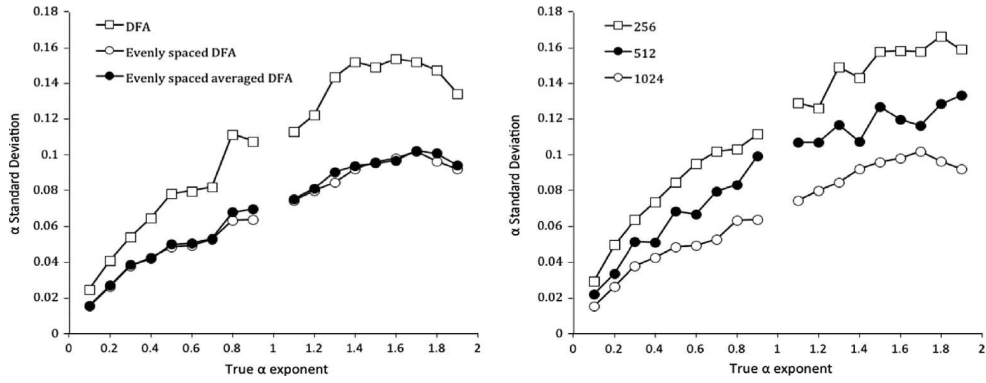 0.18
0.16
0.14
0.12
0.1
0.08
0.06
0.04
0.02
0
α Standard Deviation
DFA
Evenly spaced DFA
Evenly spaced averaged DFA
0 0.2 0.4 0.6 0.8 1 1.2 1.4 1.6 1.8 2
True α exponent
0.18
0.16
0.14
0.12
0.1
0.08
0.06
0.04
0.02
0
α Standard Deviation
256
512
1024
0 0.2 0.4 0.6 0.8 1 1.2 1.4 1.6 1.8 2
True α exponent